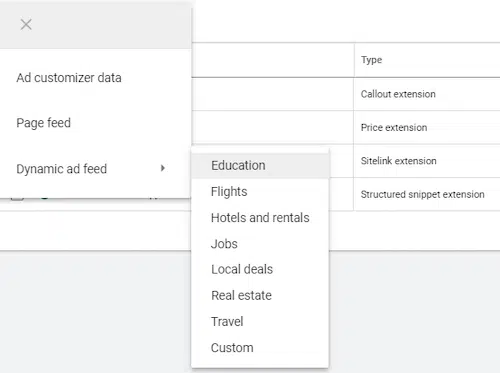 Type
Ad customizer data
Callout extension
Page feed
Price extension
Dynamic ad feed
Sitelink extension
Education
Flights
Structured snippet extension
Hotels and rentals
Jobs
Local deals
Real estate
Travel
Custom